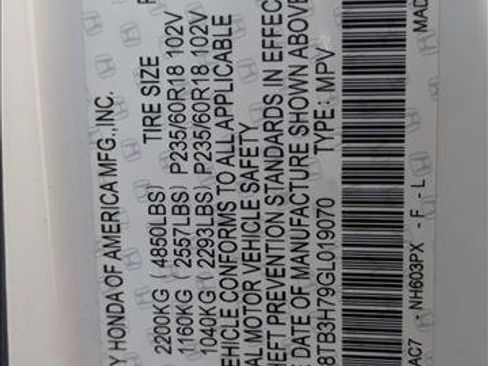 Y HONDA OF AMERICA MFG., INC.
TIRE SIZE
2200KG ( 4850LBS)
1160KG ( 2557LBS) P235/60R18 102V
1040KG ( 2293LBS) P235/60R18 102V
EHICLE CONFORMS TO ALL APPLICABLE
AL MOTOR VEHICLE SAFETY
HEFT PREVENTION STANDARDS IN EFFEC
E DATE OF MANUFACTURE SHOWN ABOVE
8TB3H79GL019070 TYPE : MPV
AC7 - NH603PX - F - L MAD